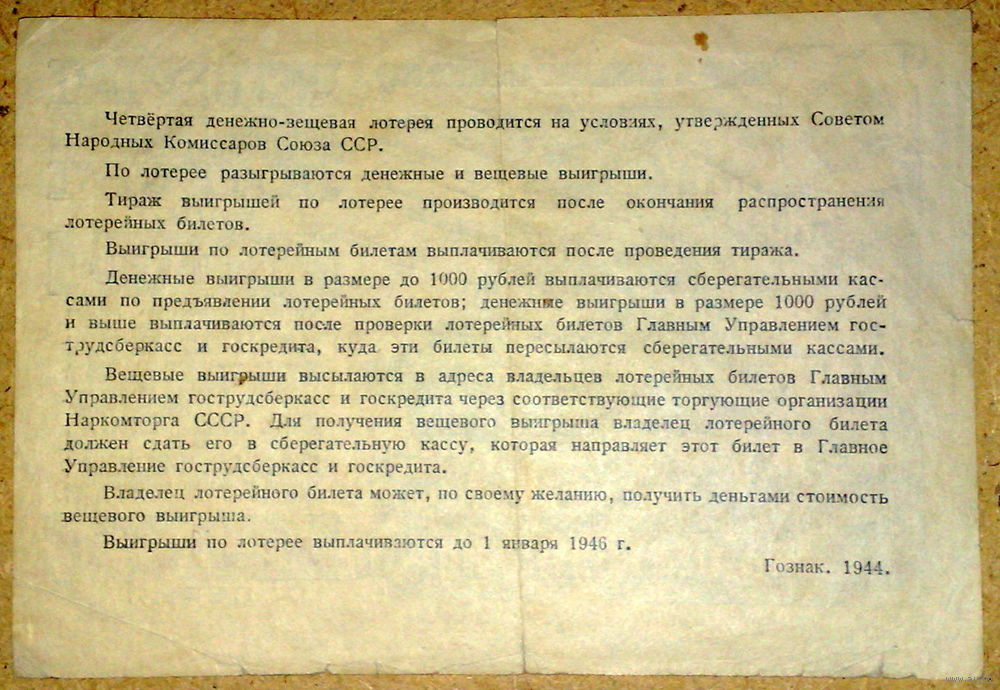 Четвёртая денежно-вещевая лотерея проводится на условиях, утвержденных Советом
Народных Комиссаров Союза ССР.
По лотерее разыгрываются денежные и вещевые выигрыши.
Тираж выигрышей по лотерее производится после окончания распространения
лотерейных билетов.
Выигрыши по лотерейным билетам выплачиваются после проведения тиража.
Денежные выигрыши в размере до 1000 рублей выплачиваются сберегательными кас-
сами по предъявлении лотерейных билетов; денежные выигрыши в размере 1000 рублей
и выше выплачиваются после проверки лотерейных билетов Главным Управлением гос-
трудсберкасс и госкредита, куда эти билеты пересылаются сберегательными кассами.
Вещевые выигрыши высылаются в адреса владельцев лотерейных билетов Главным
Управлением гострудсберкасс и госкредита через соответствующие торгующие организации
Наркомторга СССР. Для получения вещевого выигрыша владелец лотерейного билета
должен сдать его в сберегательную кассу, которая направляет этот билет в Главное
Управление гострудсберкасс и госкредита.
Владелец лотерейного билета может, по своему желанию, получить деньгами стоимость
вещевого выигрыша.
Выигрыши по лотерее выплачиваются до 1 января 1946 г.
Гознак. 1944.